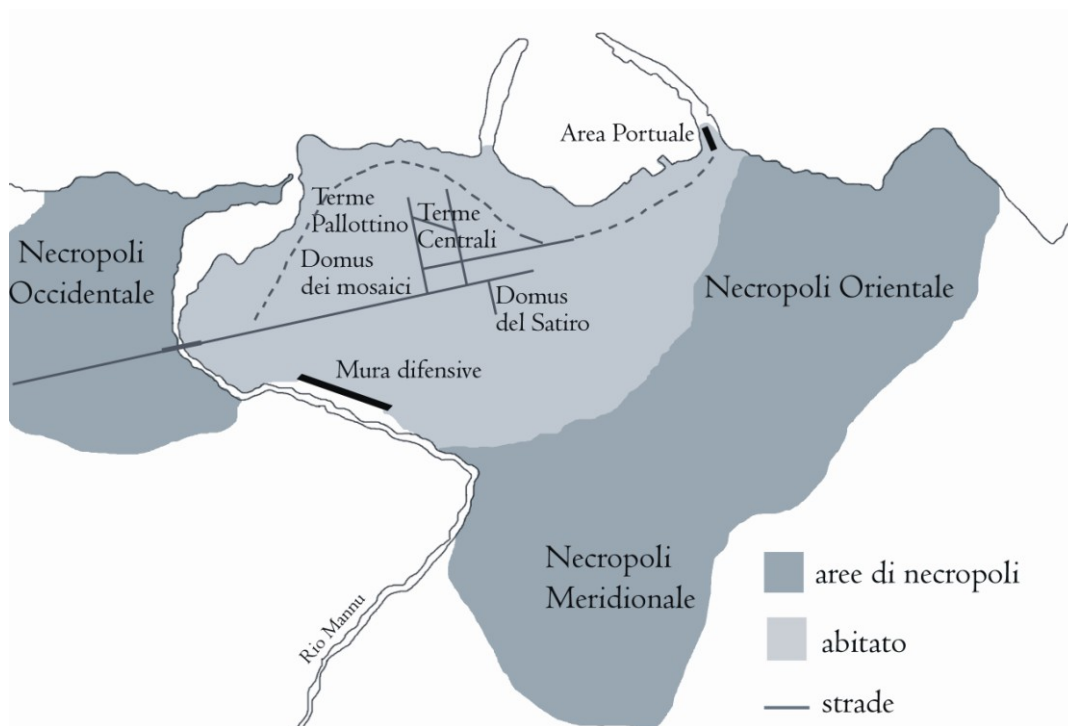 Area Portuale
Terme
Pallottino
Terme
Centrali
Necropoli
Occidentale
Domus
dei mosaici
Necropoli Orientale
Domus
del Satiro
Mura difensive
Necropoli
Meridionale
Rio Mannu
aree di necropoli
abitato
strade